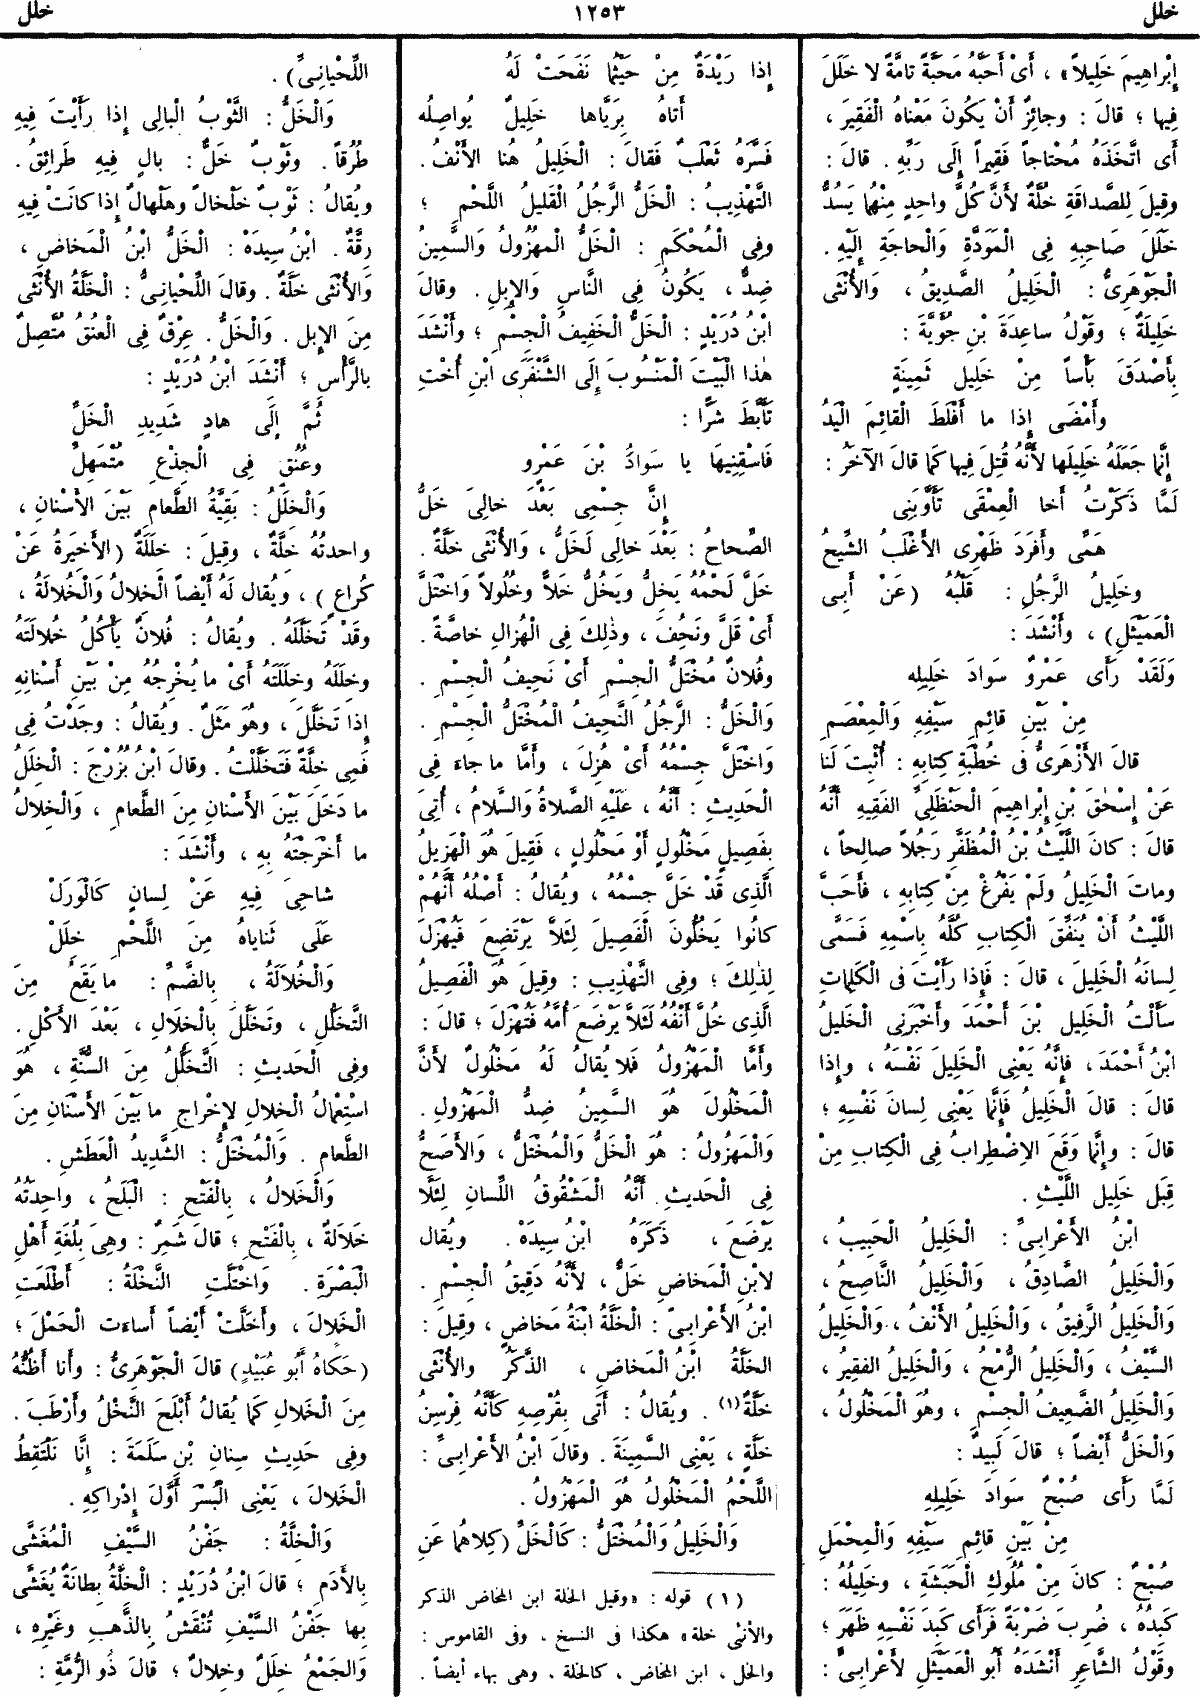 خلل
١٢٥٣
خلل
إِبْراهِيمَ خَلِيلاً» ، أَىْ أَحَبَّهُ مَحَبَّةً تامَّةً لا خَلَلَ
فِيها ؛ قالَ : وجائِزٌ أَنْ يَكُونَ مَعْناهُ الْفَقِيرَ ،
أَى اتَّخَذَهُ مُحْتاجاً فَقِيراً إِلَى رَبِّهِ . قالَ :
وقِيلَ لِلصَّداقَةِ خُلَّةٌ لأَنَّ كُلَّ واحِدٍ مِنْهُما يَسُدُّ
خَلَلَ صَاحِبِهِ فِى الْمَوَدَّةِ وَالْحاجَةِ إِلَيْهِ .
الْجَوْهَرِىُّ : الْخَلِيلُ الصَّدِيقُ ، وَالأُنْثَى
خَلِيلَةٌ ؛ وقَوْلُ ساعِدَةَ بْنِ جُؤَيَّةَ :
بِأَصْدَقَ بَأْساً مِنْ خَلِيلِ ثَمِينَةٍ
وأَمْضَى إِذا ما أَفْلَطَ الْقائِمَ الْيَدُ
إِنَّما جَعَلَهُ خَلِيلَها لأَنَّهُ قُتِلَ فِيها كَما قالَ الآخَرُ :
لَمَّا ذَكَرْتُ أَخا الْعِمْقَى تَأَوَّبَنِى
هَمِّى وأَفْرَدَ ظَهْرِى الأَغْلَبُ الشِّيحُ
وخَلِيلُ الرَّجُلِ : قَلْبُهُ (عَنْ أَبِى
الْعَمَيْثَلِ) ، وأَنْشَدَ :
وَلَقَدْ رَأَى عَمْرٌو سَوادَ خَلِيلِهِ
مِنْ بَيْنِ قائِمِ سَيْفِهِ وَالْمِعْصَمِ
قالَ الأَزْهَرِىُّ فى خُطْبَةِ كِتابِهِ : أُثْبِتَ لَنا
عَنْ إِسْحٰقَ بْنِ إِبْراهِيمَ الْحَنْظَلِىِّ الفَقِيهِ أَنَّهُ
قالَ : كانَ اللَّيْثُ بْنُ الْمُظَفَّرِ رَجُلاً صالِحاً ،
وماتَ الْخَلِيلُ ولَمْ يَفْرُغْ مِنْ كِتابِهِ ، فَأَحَبَّ
اللَّيْثُ أَنْ يُنَفِّقَ الْكِتابِ كُلَّهُ بِاسْمِهِ فَسَمَّى
لِسانَهُ الْخَلِيلَ ، قالَ : فَإِذا رَأَيْتَ فى الْكَلِماتِ
سَأَلْتُ الْخَلِيلِ بْنَ أَحْمَدَ وأَخْبَرَنِى الْخَلِيلُ
ابْنُ أَحْمَدَ ، فإِنَّهُ يَعْنِى الْخَلِيلَ نَفْسَهُ ، وإِذا
قالَ : قالَ الْخَلِيلُ فَإِنَّما يَعْنِى لِسانَ نَفْسِهِ ؛
قالَ : وإِنَّما وَقَعَ الاِضْطِرابُ فِى الْكِتابِ مِنْ
قِبَلِ خَلِيلِ اللَّيْثِ .
ابْنُ الأَعْرابِىِّ : الْخَلِيلُ الْحَبِيبُ ،
وَالْخَلِيلُ الصَّادِقُ ، وَالْخَلِيلُ النَّاصِحُ ،
وَالْخَلِيلُ الرَّفِيقُ ، وَالْخَلِيلُ الأَنْفُ ، وَالْخَلِيلُ
السَّيْفُ ، وَالْخَلِيلُ الرُّمْحُ ، وَالْخَلِيلُ الفقِيرُ ،
وَالْخَلِيلُ الضَّعِيفُ الْجِسْمِ ، وهُوَ الْمَخْلُولُ ،
وَالْخَلُّ أَيْضاً ؛ قالَ لَبِيدٌ :
لَمَّا رَأَى صُبْحٌ سَوادَ خَلِيلِهِ
مِنْ بَيْنِ قائِمِ سَيْفِهِ وَالْمِحْمَلِ
صُبْحٌ : كانَ مِنْ مُلُوكِ الْحَبَشَةِ ، وخَلِيلُهُ :
كَبِدُهُ ، ضُرِبَ ضَرْبَةً فَرَأَى كَبِدَ نَفْسِهِ ظَهَرَ ؛
وقَوْلُ الشَّاعِرِ أَنْشَدَهُ أَبُو الْعَمَيْثَلِ لأَعْرابِىٍّ :
إِذا رَيْدَةٌ مِنْ حَيْثُما نَفَحَتْ لَهُ
أَتاهُ بِرَيَّاها خَلِيلٌ يُواصِلُه
فَسَّرَهُ ثَعْلَبٌ فَقالَ : الْخَلِيلُ هُنا الأَنْفُ .
التَّهْذِيبُ : الْخَلُّ الرَّجُلُ الْقَلِيلُ اللَّحْمِ ؛
وفِى الْمُحْكَمِ : الْخَلُّ الْمَهْزُولُ وَالسَّمِينُ
ضِدٌّ ، يَكُونُ فِى النَّاسِ وَالإِبِلِ . وقالَ
ابْنُ دُرَيْدٍ : الْخَلُّ الْخَفِيفُ الْجِسْمِ ؛ وأَنْشَدَ
هٰذا الْبَيْتَ الْمَنْسُوبَ إِلَى الشَّنْفَرَى ابْنِ أُخْتِ
تَأَبَّطَ شَرًّا :
فَاسْقِنِيهَا يا سَوادُ بْنَ عَمْرٍو
إِنَّ جِسْمِى بَعْدَ خالِىَ خَلُّ
الصِّحاحُ : بَعْدَ خالِى لَخَلُّ ، وَالأُنْثَى خَلَّةٌ .
خَلَّ لَحْمُهُ يَخِلُّ ويَخُلُّ خَلاًّ وخُلُولاً وَاخْتَلَّ
أَىْ قَلَّ ونَحُفَ ، وذٰلِكَ فِى الْهُزالِ خاصَّةً .
وفُلانٌ مُخْتَلُّ الْجِسْمِ أَىْ نَحِيفُ الْجِسْمِ .
وَالْخَلُّ : الرَّجُلُ النَّحِيفُ الْمُخْتَلُّ الْجِسْمِ .
وَاخْتَلَّ جِسْمُهُ أَىْ هُزِلَ ، وأَمَّا ما جاءَ فِى
الْحَدِيثِ : أَنَّهُ ، عَلَيْهِ الصَّلاةُ وَالسَّلامُ ، أُتِىَ
بِفَصِيلٍ مَخْلُولٍ أَوْ مَحْلُولٍ ، فَقِيلَ هُوَ الْهَزِيلُ
الَّذِى قَدْ خَلَّ جِسْمُهُ ، ويُقالُ : أَصْلُهُ أَنَّهُمْ
كانُوا يَخُلُّونَ الْفَصِيلَ لِئَلاَّ يَرْتَضِعَ فَيُهْزَلَ
لِذٰلِكَ ؛ وفِى التَّهْذِيبِ : وقِيلَ هُوَ الْفَصِيلُ
الَّذِى خُلَّ أَنْفُهُ لِئَلاَّ يَرْضَعَ أُمَّهُ فَتُهْزَلَ ؛ قالَ :
وأَمَّا الْمَهْزُولُ فَلا يُقالُ لَهُ مَخْلُولٌ لأَنَّ
الْمَخْلُولَ هُوَ السَّمِينُ ضِدُّ الْمَهْزُولِ .
وَالْمَهْزُولُ : هُوَ الْخَلُّ وَالْمُخْتَلُّ ، وَالأَصَحُّ
فِى الْحَدِيثِ أَنَّهُ الْمَشْقُوقُ اللِّسانِ لِئَلَّا
يَرْضَعَ ، ذَكَرَهُ ابْنُ سِيدَهْ . ويُقال
لابْنِ الْمَخاضِ خَلٌّ ، لأَنَّهُ دَقِيقُ الْجِسْمِ .
ابْنُ الأَعْرابِىِّ : الْخَلَّةُ ابْنَةُ مَخاضٍ ، وقِيلَ :
الْخَلَّةُ ابْنُ الْمَخاضِ ، الذَّكَرُ والأُنْثَى
خَلَّةٌ (١) . ويُقالُ : أَتَى بِقُرْصِهِ كَأَنَّهُ فِرْسِنُ
خَلَّةٍ ، يَعْنِى السَّمِينَةَ . وقالَ ابْنُ الأَعْرابِىِّ :
اللَّحْمُ الْمَخْلُولُ هُوَ الْمَهْزُولُ .
وَالْخَلِيلُ وَالْمُخْتَلُّ : كَالْخَلِّ (كِلاهُما عَنِ
(١) قوله : «وقيل الخلة ابن المخاض الذكر
والأنثى خلة» هكذا فى النسخ ، وفى القاموس :
والخل ، ابن المخاض ، كالخلة ، وهى بهاء أيضاً .
اللِّحْيانِىِّ) .
وَالْخَلُّ : الثَّوْبُ الْبالِى إِذا رَأَيْتَ فِيهِ
طُرُقاً . وثَوْبٌ خَلٌّ : بالٍ فِيهِ طَرائِقُ .
ويُقالُ : ثَوْبٌ خَلْخالٌ وهَلْهالٌ إِذا كانَتْ فِيهِ
رِقَّةٌ . ابْنُ سِيدَهْ : الْخَلُّ ابْنُ الْمَخاضِ ،
وَالأُنْثَى خَلَّةٌ . وقالَ اللِّحْيانِىُّ : الْخَلَّةُ الأُنْثَى
مِنَ الإِبِلِ . وَالْخَلُّ . عِرْقٌ فِى الْعُنُقُ مُتَّصِلٌ
بالرَّأْسِ ؛ أَنْشَدَ ابْنُ دُرَيْدٍ :
ثُمَّ إِلَى هادٍ شَدِيدِ الْخَلِّ
وعُنُقٍ فِى الْجِذْعِ مُتْمَهِلِّ
وَالْخِلَلُ : بَقِيَّةُ الطَّعامِ بَيْنَ الأَسْنانِ ،
واحدتُهُ خِلَّةٌ ، وقِيلَ : خِلَلَةٌ (الأَخِيرَةُ عَنْ
كُراعٍ) ، ويُقال لَهُ أَيْضاً الْخِلالُ وَالْخُلالَةُ ،
وقَدْ تَخَلَّلَهُ . ويُقالُ : فُلانٌ يَأْكُلُ خُلالَتَهُ
وخلَلَهُ وخِلَلَتَهُ أَىْ ما يُخْرِجُهُ مِنْ بَيْنِ أَسْنانِهِ
إِذا تَخَلَّلَ ، وهُوَ مَثَلٌ . ويُقالُ : وجَدْتُ فِى
فَمِى خِلَّةً فَتَخَلَّلْتُ . وقالَ ابْنُ بُزُرْجَ : الْخِلَلُ
ما دَخَلَ بَيْنَ الأَسْنانِ مِنَ الطَّعامِ ، وَالْخِلالُ
ما أَخْرَجْتَهُ بِهِ ، وأَنْشَدَ :
شاحِىَ فِيهِ عَنْ لِسانٍ كَالْوَرَلْ
عَلَى ثَناياهُ مِنَ اللَّحْمِ خِلَلْ
وَالْخُلالَةُ ، بِالضَّمِّ : ما يَقَعُ مِنَ
التَّخَلُّلِ ، وتَخَلَّلَ بِالْخِلالِ ، بَعْدَ الأَكْلِ .
وفِى الْحَدِيثِ : التَّخَلُّلُ مِنَ السُّنَّةِ ، هُوَ
اسْتِعْمالُ الْخِلالِ لإِخْراجِ ما بَيْنَ الأَسْنَانِ مِنَ
الطَّعامِ . وَالْمُخْتَلُّ : الشَّدِيدُ الْعَطَشِ .
وَالْخَلالُ ، بِالْفَتْحِ : الْبَلَحُ ، واحِدَتُهُ
خَلالَةٌ ، بِالْفَتْحِ ؛ قالَ شَمِرٌ : وهِىَ بِلُغَةِ أَهْلِ
الْبَصْرَةِ . وَاخْتَلَّتِ النَّخْلَةُ : أَطْلَعَتِ
الْخَلالَ ، وأَخَلَّتْ أَيْضاً أَساءَتِ الْحَمْلَ ؛
(حَكاهُ أَبُو عُبَيْدٍ) قالَ الْجَوْهَرِىُّ : وأَنا أَظُنُّهُ
مِنَ الْخَلالِ كَما يُقالُ أَبْلَحَ النَّخْلُ وأَرْطَبَ .
وفِى حَدِيثِ سِنانِ بْنِ سَلَمَةَ : إِنَّا نَلْتَقِطُ
الْخَلالَ ، يَعْنِى الْبُسْرَ أَوَّلَ إِدْراكِهِ .
وَالْخِلَّةُ : جَفْنُ السَّيْفِ الْمُغَشَّى
بِالأَدَمِ ؛ قالَ ابْنُ دُرَيْدٍ : الْخِلَّةُ بِطانَةٌ يُغَشَّى
بِها جَفْنُ السَّيْفِ تُنْقَشُ بِالذَّهَبِ وغَيْرِهِ ،
وَالجَمْعُ خِلَلٌ وخِلالٌ ؛ قالَ ذُو الرُّمَّةِ :